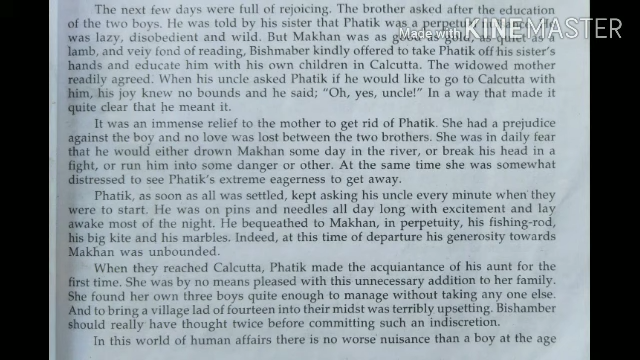 The next few days were full of rejoicing. The brother asked after the education
of the two boys. He was told by his sister that Phatik was a perpetual
was lazy, disobedient and wild. But Makhan was as good as gold, as quiet as a
lamb, and veiy fond of reading, Bishmaber kindly offered to take Phatik off his sister's
hands and educate him with his own children in Calcutta. The widowed mother
readily agreed. When his uncle asked Phatik if he would like to go to Calcutta with
him, his joy knew no bounds and he said; "Oh, yes, uncle!" In a way that made it
quite clear that he meant it.
It was an immense relief to the mother to get rid of Phatik. She had a prejudice
against the boy and no love was lost between the two brothers. She was in daily fear
that he would either drown Makhan some day in the river, or break his head in a
fight, or run him into some danger or other. At the same time she was somewhat
distressed to see Phatik's extreme eagerness to get away.
Phatik, as soon as all was settled, kept asking his uncle every minute when they
were to start. He was on pins and needles all day long with excitement and lay
awake most of the night. He bequeathed to Makhan, in perpetuity, his fishing-rod,
his big kite and his marbles. Indeed, at this time of departure his generosity towards
Makhan was unbounded.
When they reached Calcutta, Phatik made the acquiantance of his aunt for the
first time. She was by no means pleased with this unnecessary addition to her family.
She found her own three boys quite enough to manage without taking any one else.
And to bring a village lad of fourteen into their midst was terribly upsetting. Bishamber
should really have thought twice before committing such an indiscretion.
In this world of human affairs there is no worse nuisance than a boy at the age
Made with KINEMASTER